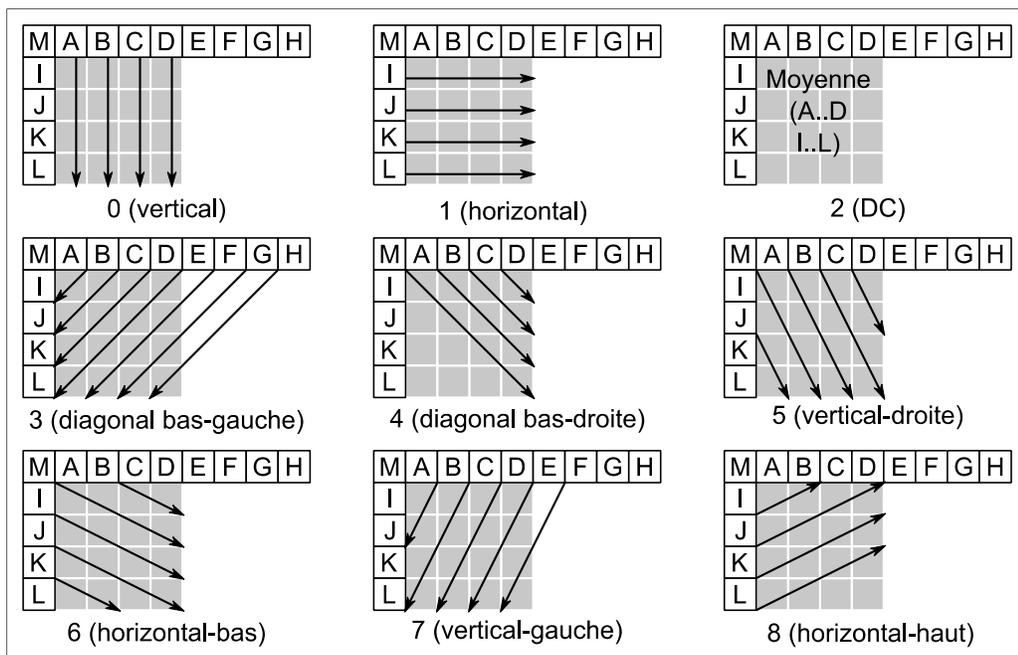 M A B C D E F G H
I
J
K
L
0 (vertical)
M A B C D E F G H
I
J
K
L
1 (horizontal)
M A B C D E F G H
I
J
K
L
Moyenne
(A..D
I..L)
2 (DC)
M A B C D E F G H
I
J
K
L
3 (diagonal bas-gauche)
M A B C D E F G H
I
J
K
L
4 (diagonal bas-droite)
M A B C D E F G H
I
J
K
L
5 (vertical-droite)
M A B C D E F G H
I
J
K
L
6 (horizontal-bas)
M A B C D E F G H
I
J
K
L
7 (vertical-gauche)
M A B C D E F G H
I
J
K
L
8 (horizontal-haut)